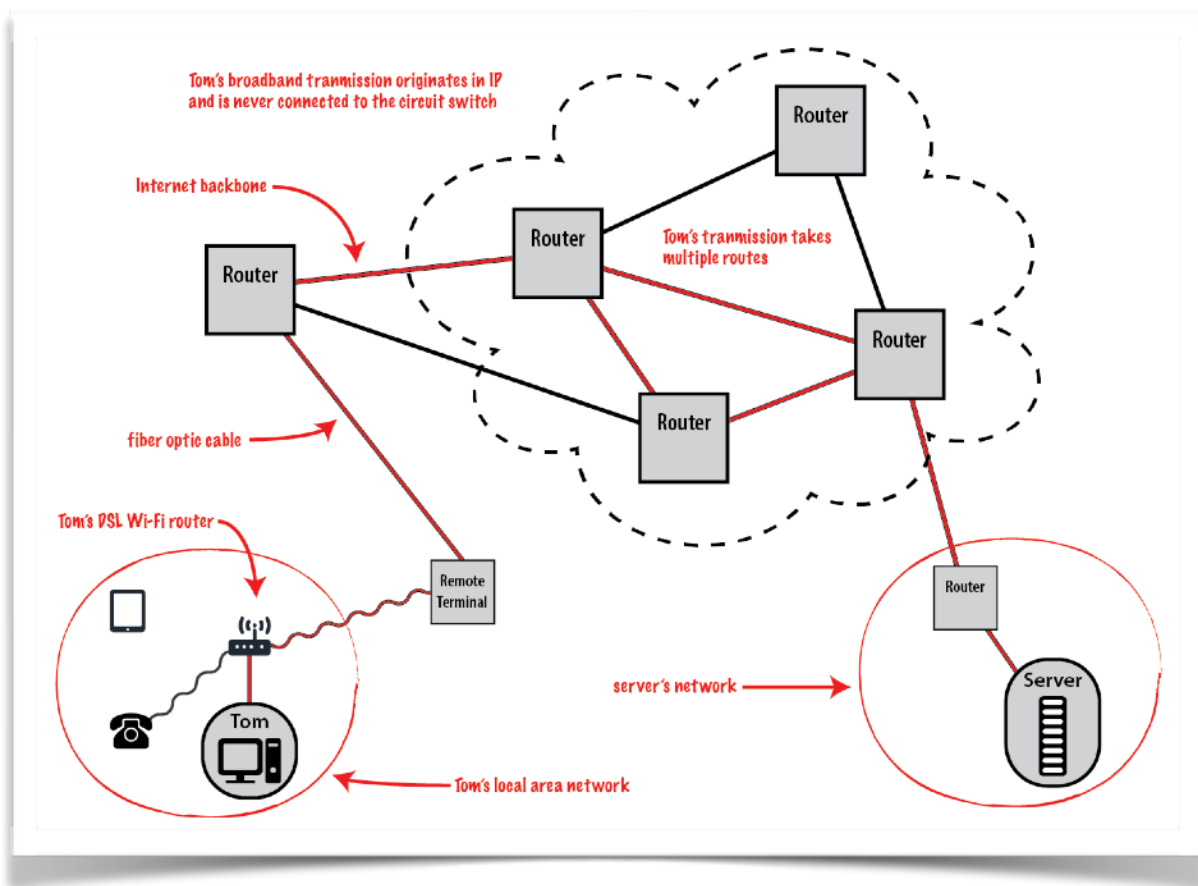 Tom's broadband tranmission originates in IP
and is never connected to the circuit switch
Router
Internet backbone
Router
Tom's tranmission takes
multiple routes
Router
Router
Router
fiber optic cable
Tom's DSL Wi-Fi router
Remote
Terminal
Router
server's network
Server
Tom
Tom's local area network